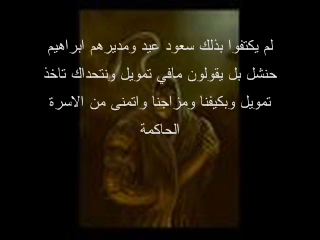 لم يكتفوا بذلك سعود عيد ومديرهم ابراهيم
حنشل بل يقولون مافي تمويل ونتحداك تاخذ
تمويل وبكيفنا ومزاجنا واتمنى من الاسرة
الحاكمة